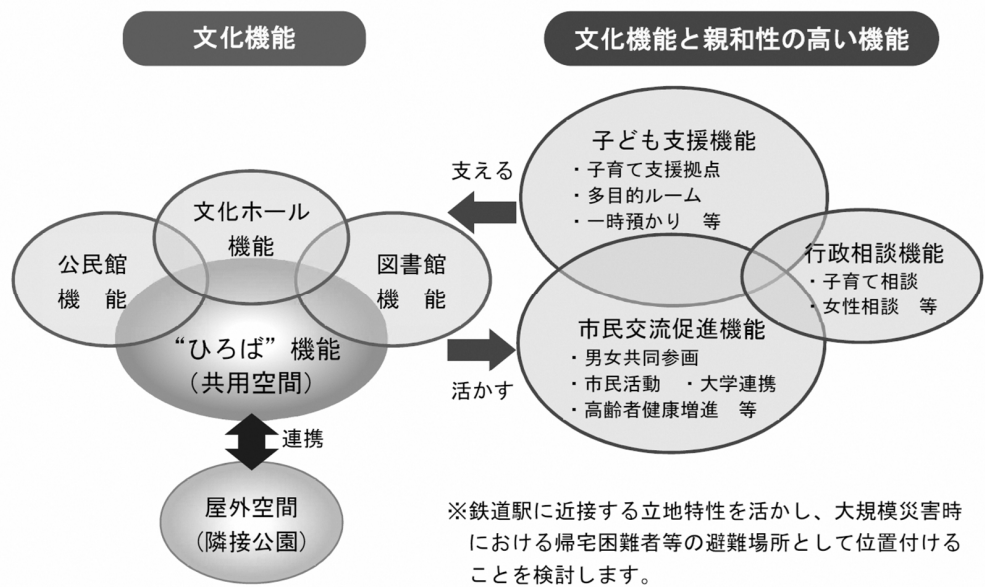 文化機能
文化機能と親和性の高い機能
文化ホール
機能
公民館
機　能
図書館
機　能
“ひろば”機能
（共用空間）
連携
屋外空間
（隣接公園）
支える
活かす
子ども支援機能
・子育て支援拠点
・多目的ルーム
・一時預かり　等
行政相談機能
・子育て相談
・女性相談　等
市民交流促進機能
・男女共同参画
・市民活動　・大学連携
・高齢者健康増進　等
※鉄道駅に近接する立地特性を活かし、大規模災害時
における帰宅困難者等の避難場所として位置付ける
ことを検討します。